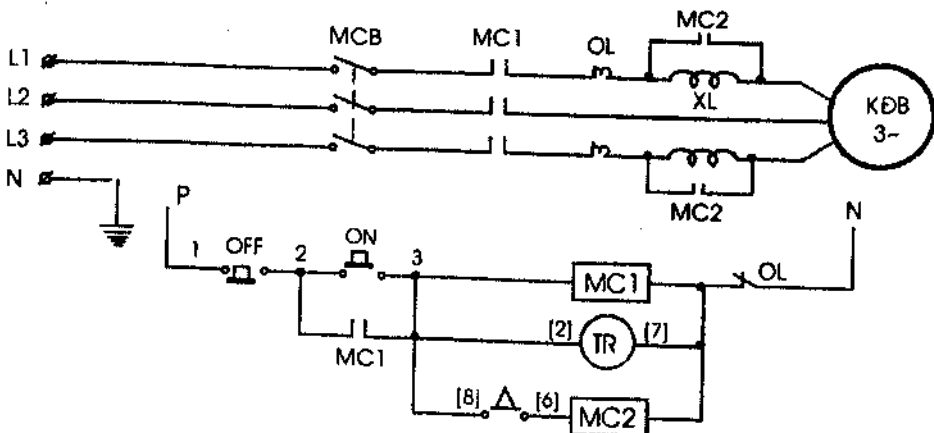 MC2
MCB MC1 OL
L1
XL
L2
KĐB
3~
L3
N
MC2
P
N
1 OFF 2 ON 3
MC1
OL
[2] TR [7]
MC1
[8] [6] MC2